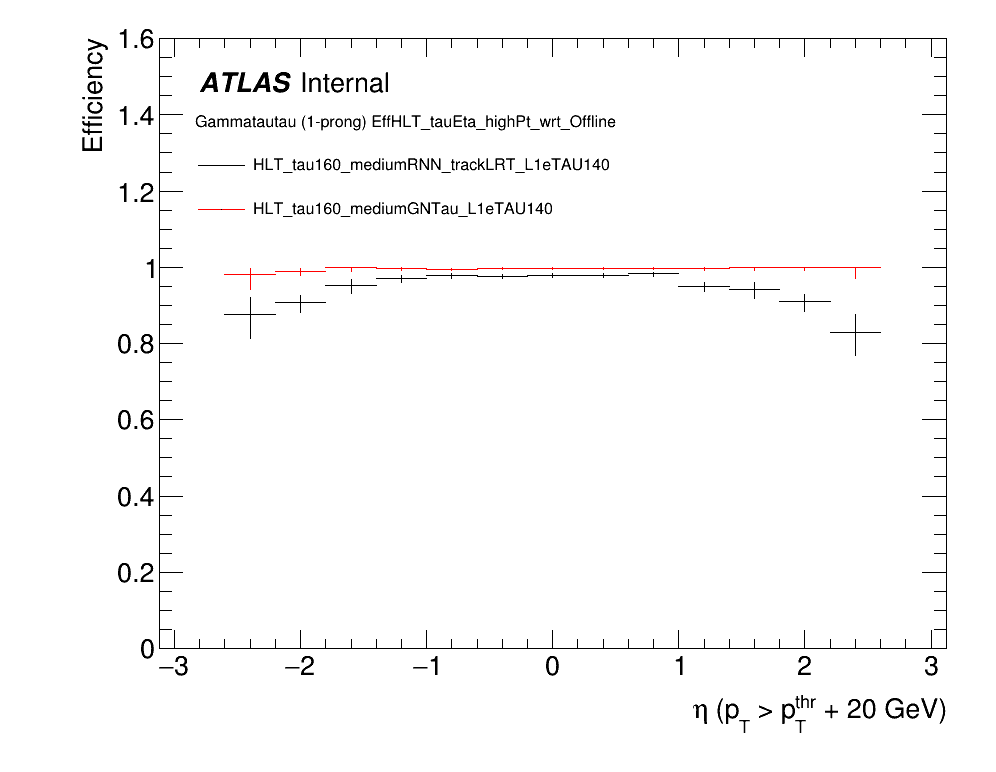 Efficiency
1.6
1.4
1.2
1
0.8
0.6
0.4
0.2
0
ATLAS Internal
Gammatautau (1-prong) EffHLT_tauEta_highPt_wrt_Offline
HLT_tau160_mediumRNN_trackLRT_L1eTAU140
HLT_tau160_mediumGNTau_L1eTAU140
−3 −2 −1 0 1 2 3
η (p_T > p_T^thr + 20 GeV)